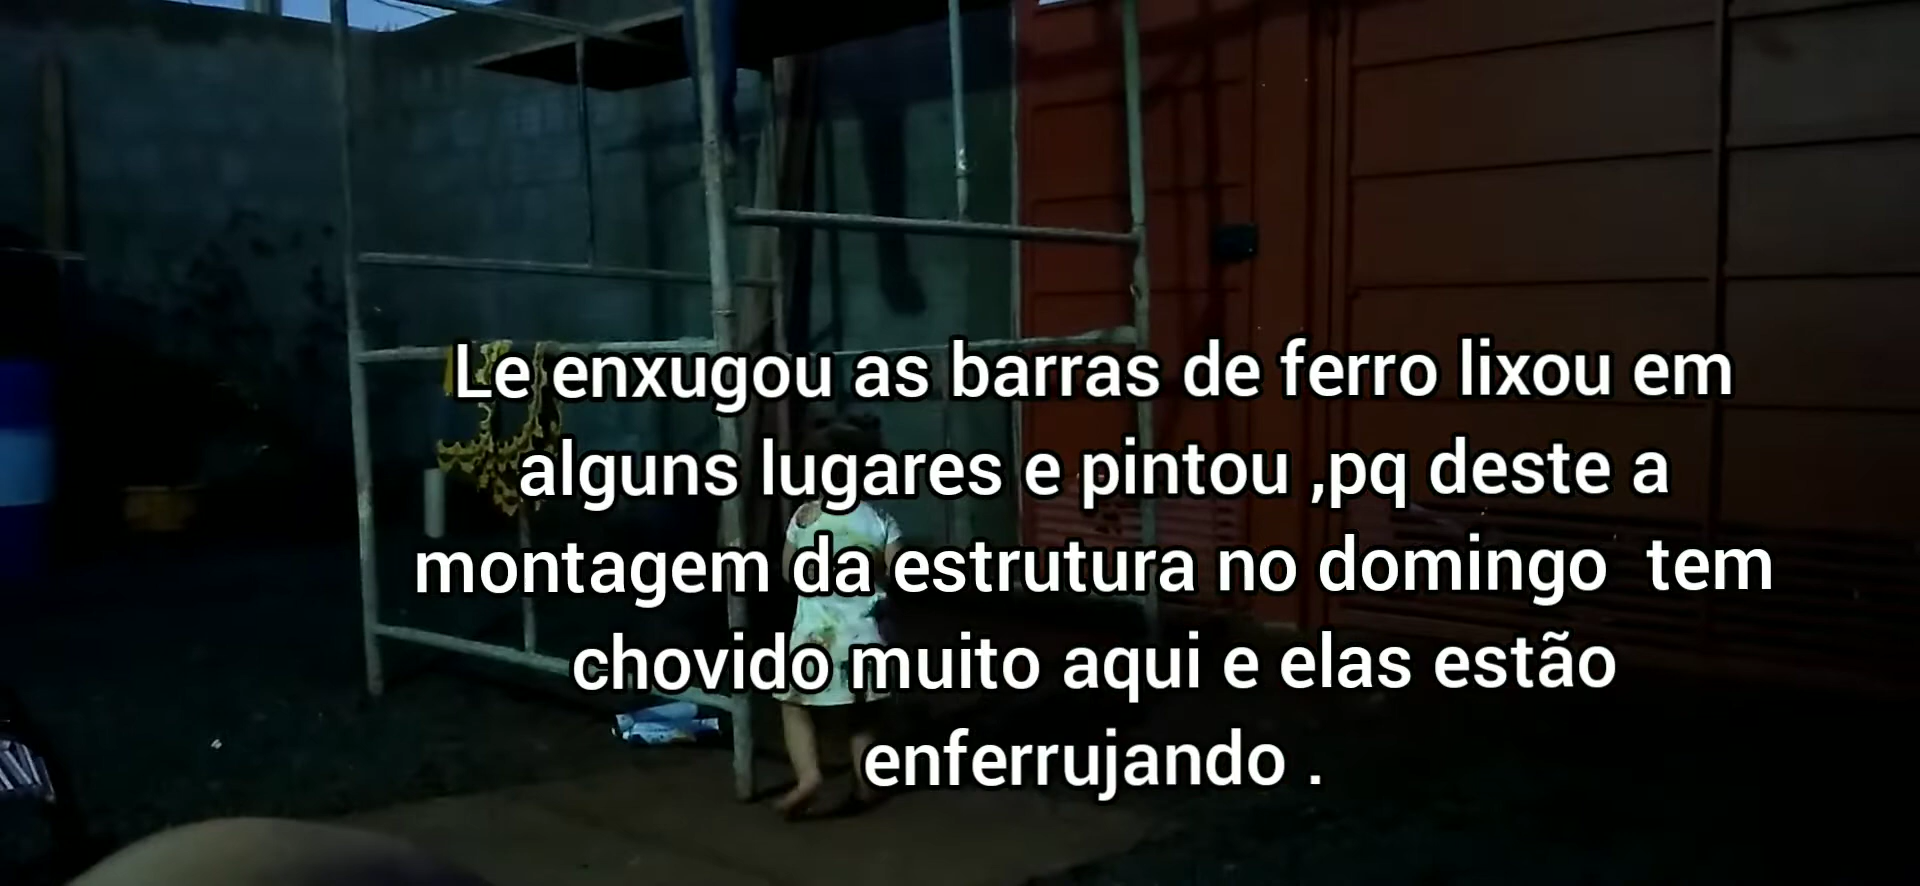 Le enxugou as barras de ferro lixou em
alguns lugares e pintou ,pq deste a
montagem da estrutura no domingo  tem
chovido muito aqui e elas estão
enferrujando .